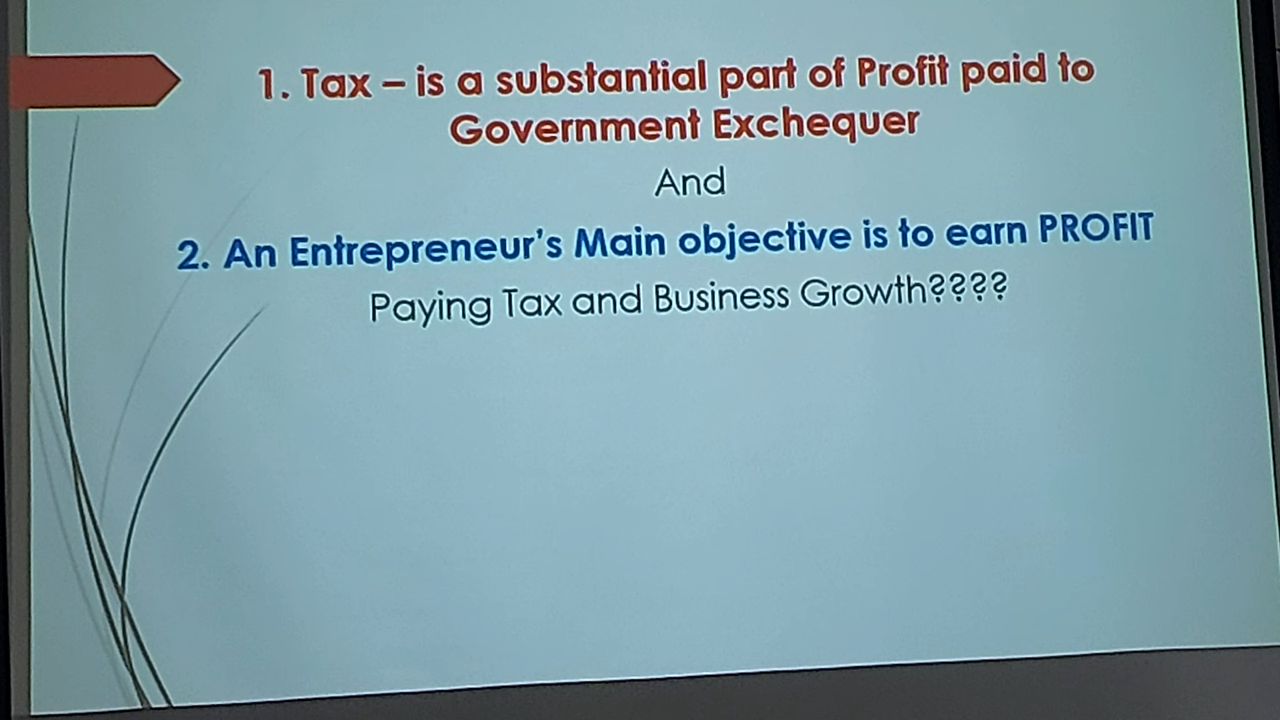 1. Tax – is a substantial part of Profit paid to
Government Exchequer
And
2. An Entrepreneur's Main objective is to earn PROFIT
Paying Tax and Business Growth????